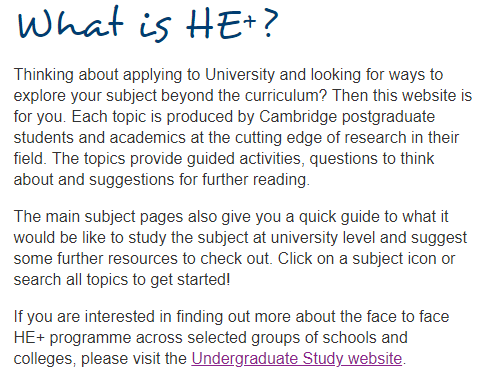 What is HE+?
Thinking about applying to University and looking for ways to
explore your subject beyond the curriculum? Then this website is
for you. Each topic is produced by Cambridge postgraduate
students and academics at the cutting edge of research in their
field. The topics provide guided activities, questions to think
about and suggestions for further reading.
The main subject pages also give you a quick guide to what it
would be like to study the subject at university level and suggest
some further resources to check out. Click on a subject icon or
search all topics to get started!
If you are interested in finding out more about the face to face
HE+ programme across selected groups of schools and
colleges, please visit the Undergraduate Study website.